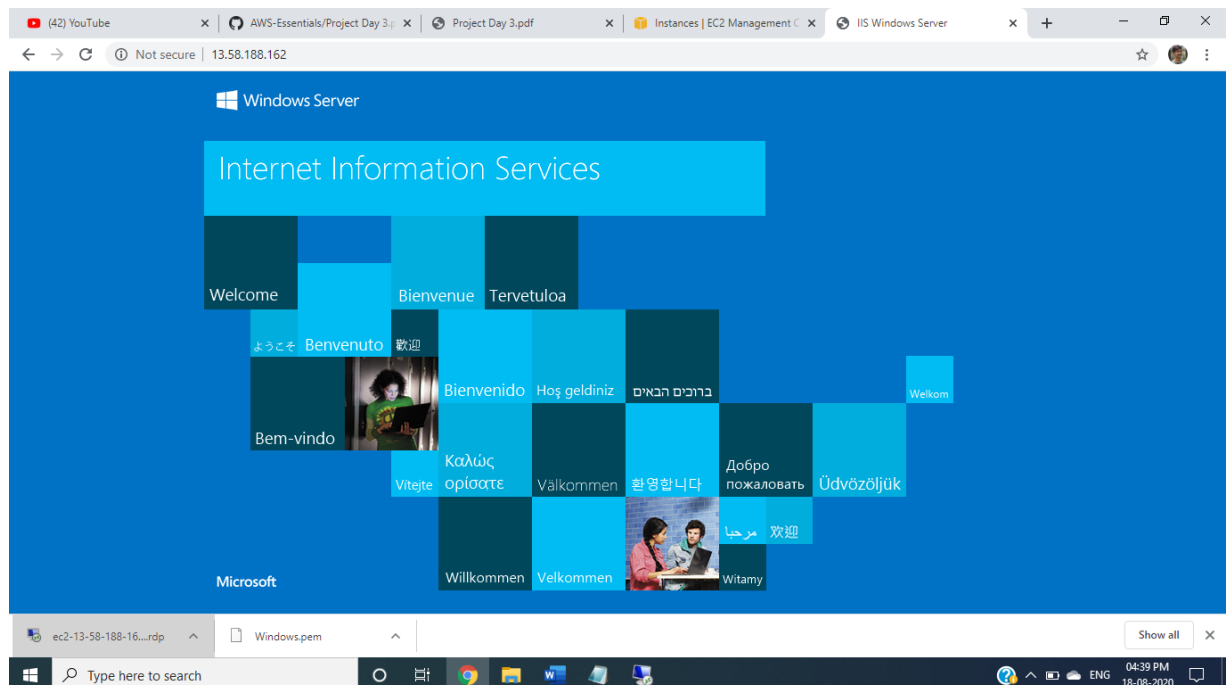 (42) YouTube
AWS-Essentials/Project Day 3.p
Project Day 3.pdf
Instances | EC2 Management C
IIS Windows Server
Not secure | 13.58.188.162
Windows Server
Internet Information Services
Welcome
Bienvenue
Tervetuloa
ようこそ
Benvenuto
歡迎
Bienvenido
Hoş geldiniz
ברוכים הבאים
Welkom
Bem-vindo
Vítejte
Καλώς
ορίσατε
Välkommen
환영합니다
Добро
пожаловать
Üdvözöljük
مرحبا
欢迎
Microsoft
Willkommen
Velkommen
Witamy
ec2-13-58-188-16....rdp
Windows.pem
Show all
Type here to search
ENG
04:39 PM
18-08-2020